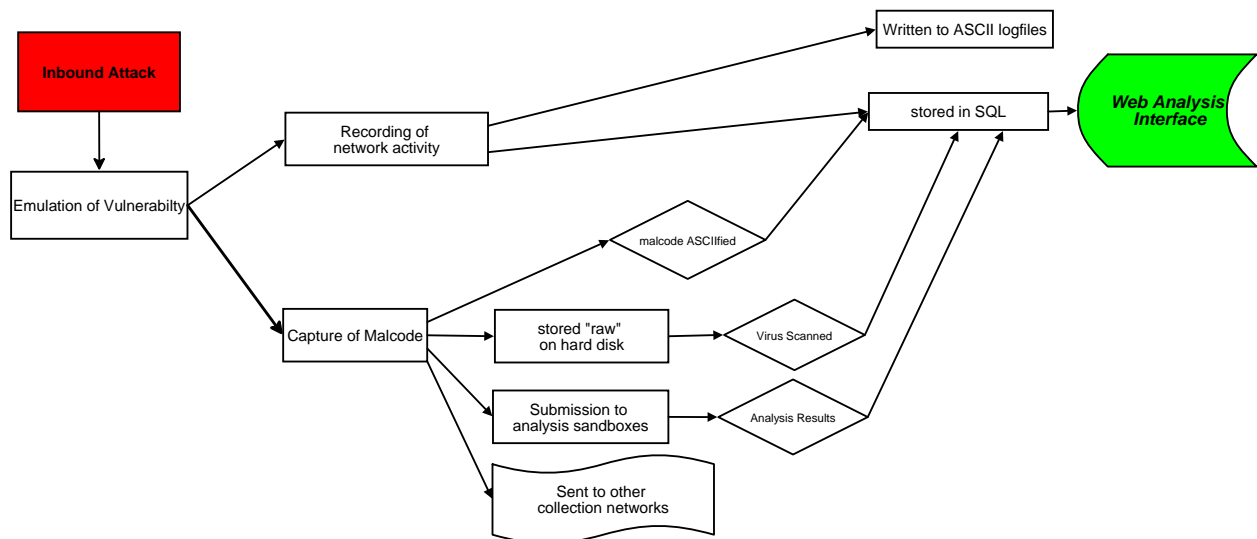 Inbound Attack
Written to ASCII logfiles
Web Analysis
Interface
Recording of
network activity
stored in SQL
Emulation of Vulnerabilty
malcode ASCIIfied
Capture of Malcode
stored "raw"
on hard disk
Virus Scanned
Submission to
analysis sandboxes
Analysis Results
Sent to other
collection networks